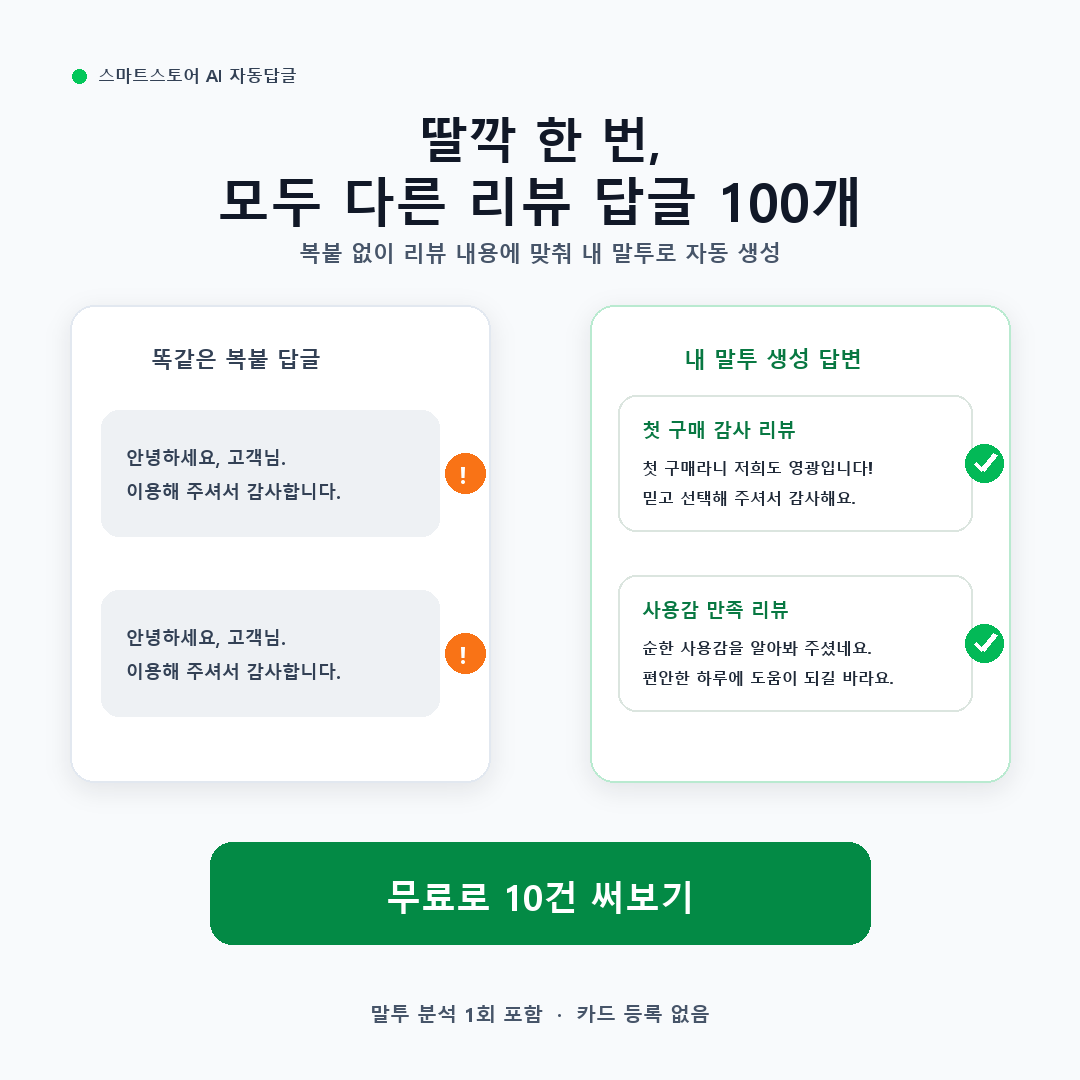 스마트스토어 AI 자동답글
딸깍 한 번,
모두 다른 리뷰 답글 100개
복붙 없이 리뷰 내용에 맞춰 내 말투로 자동 생성
똑같은 복붙 답글
안녕하세요, 고객님.
이용해 주셔서 감사합니다.
!
안녕하세요, 고객님.
이용해 주셔서 감사합니다.
!
내 말투 생성 답변
첫 구매 감사 리뷰
첫 구매라니 저희도 영광입니다!
믿고 선택해 주셔서 감사해요.
사용감 만족 리뷰
순한 사용감을 알아봐 주셨네요.
편안한 하루에 도움이 되길 바라요.
무료로 10건 써보기
말투 분석 1회 포함 · 카드 등록 없음